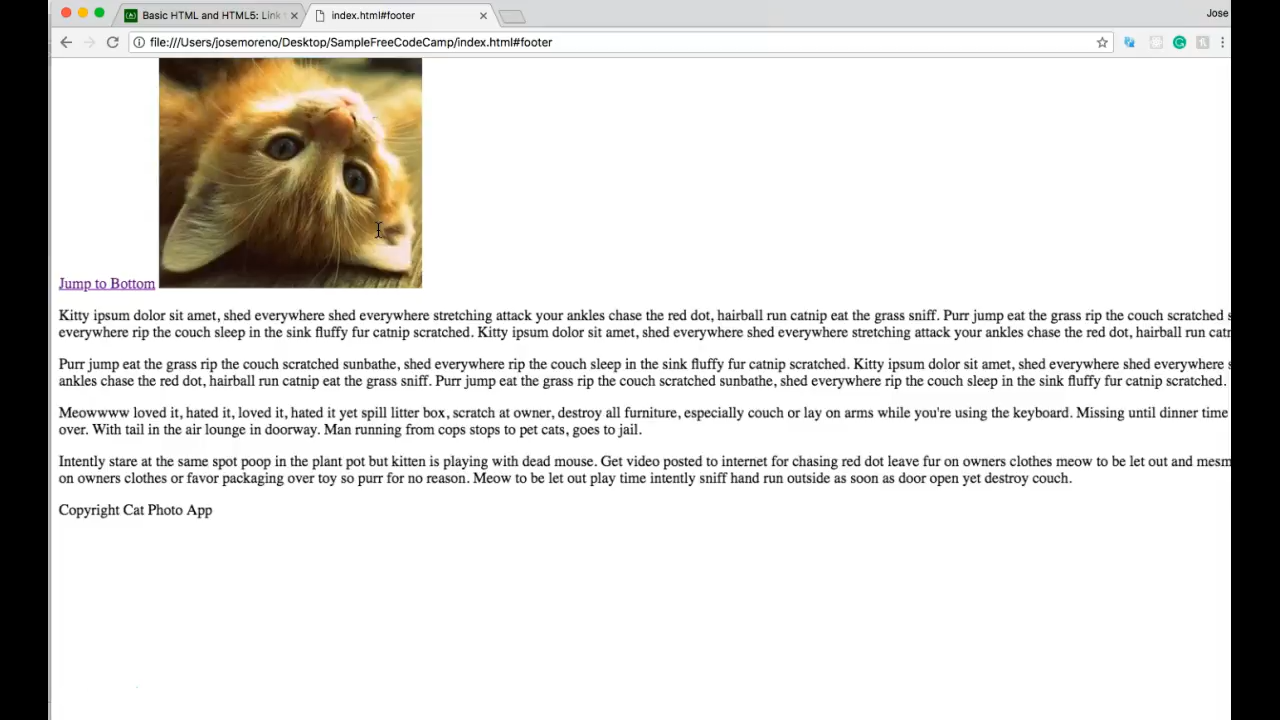 Basic HTML and HTML5: Link
index.html#footer
Jose
file:///Users/josemoreno/Desktop/SampleFreeCodeCamp/index.html#footer
Jump to Bottom
Kitty ipsum dolor sit amet, shed everywhere shed everywhere stretching attack your ankles chase the red dot, hairball run catnip eat the grass sniff. Purr jump eat the grass rip the couch scratched s
everywhere rip the couch sleep in the sink fluffy fur catnip scratched. Kitty ipsum dolor sit amet, shed everywhere shed everywhere stretching attack your ankles chase the red dot, hairball run catn
Purr jump eat the grass rip the couch scratched sunbathe, shed everywhere rip the couch sleep in the sink fluffy fur catnip scratched. Kitty ipsum dolor sit amet, shed everywhere shed everywhere s
ankles chase the red dot, hairball run catnip eat the grass sniff. Purr jump eat the grass rip the couch scratched sunbathe, shed everywhere rip the couch sleep in the sink fluffy fur catnip scratched.
Meowwww loved it, hated it, loved it, hated it yet spill litter box, scratch at owner, destroy all furniture, especially couch or lay on arms while you're using the keyboard. Missing until dinner time
over. With tail in the air lounge in doorway. Man running from cops stops to pet cats, goes to jail.
Intently stare at the same spot poop in the plant pot but kitten is playing with dead mouse. Get video posted to internet for chasing red dot leave fur on owners clothes meow to be let out and mesm
on owners clothes or favor packaging over toy so purr for no reason. Meow to be let out play time intently sniff hand run outside as soon as door open yet destroy couch.
Copyright Cat Photo App